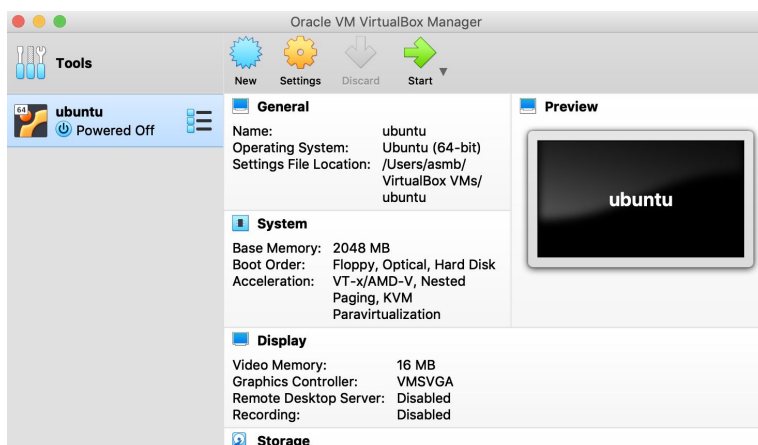 Oracle VM VirtualBox Manager
Tools
New Settings Discard Start
64
ubuntu
Powered Off
General
Name: ubuntu
Operating System: Ubuntu (64-bit)
Settings File Location: /Users/asmb/
VirtualBox VMs/
ubuntu
Preview
ubuntu
System
Base Memory: 2048 MB
Boot Order: Floppy, Optical, Hard Disk
Acceleration: VT-x/AMD-V, Nested
Paging, KVM
Paravirtualization
Display
Video Memory: 16 MB
Graphics Controller: VMSVGA
Remote Desktop Server: Disabled
Recording: Disabled
Storage